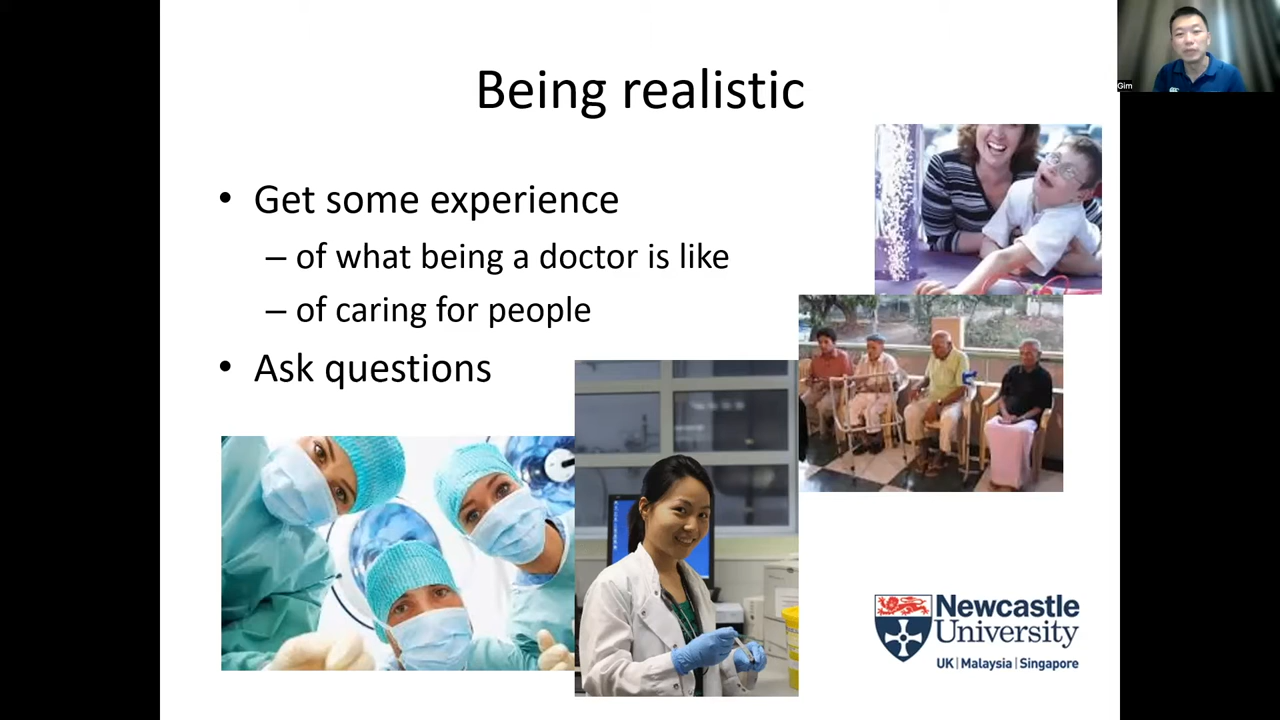 Being realistic
• Get some experience
– of what being a doctor is like
– of caring for people
• Ask questions
Gim
Newcastle
University
UK | Malaysia | Singapore